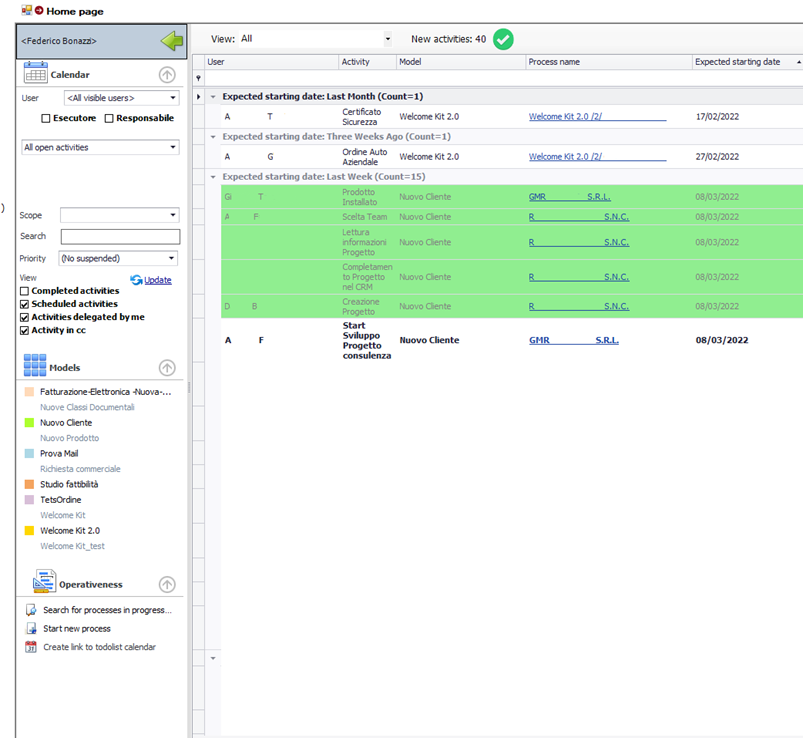 Home page
<Federico Bonazzi>
Calendar
User <All visible users>
Esecutore Responsabile
All open activities
)
Scope
Search
Priority (No suspended)
View
Update
Completed activities
Scheduled activities
Activities delegated by me
Activity in cc
Models
Fatturazione-Elettronica -Nuova-...
Nuove Classi Documentali
Nuovo Cliente
Nuovo Prodotto
Prova Mail
Richiesta commerciale
Studio fattibilità
TetsOrdine
Welcome Kit
Welcome Kit 2.0
Welcome Kit_test
Operativeness
Search for processes in progress...
Start new process
Create link to todolist calendar
View: All New activities: 40
User Activity Model Process name Expected starting date
Expected starting date: Last Month (Count=1)
A T Certificato Sicurezza Welcome Kit 2.0 Welcome Kit 2.0 /2/ 17/02/2022
Expected starting date: Three Weeks Ago (Count=1)
A G Ordine Auto Aziendale Welcome Kit 2.0 Welcome Kit 2.0 /2/ 27/02/2022
Expected starting date: Last Week (Count=15)
GI T Prodotto Installato Nuovo Cliente GMR S.R.L. 08/03/2022
A F Scelta Team Nuovo Cliente R S.N.C. 08/03/2022
Lettura informazioni Progetto Nuovo Cliente R S.N.C. 08/03/2022
Completamen to Progetto nel CRM Nuovo Cliente R S.N.C. 08/03/2022
D B Creazione Progetto Nuovo Cliente R S.N.C. 08/03/2022
A F Start Sviluppo Progetto consulenza Nuovo Cliente GMR S.R.L. 08/03/2022